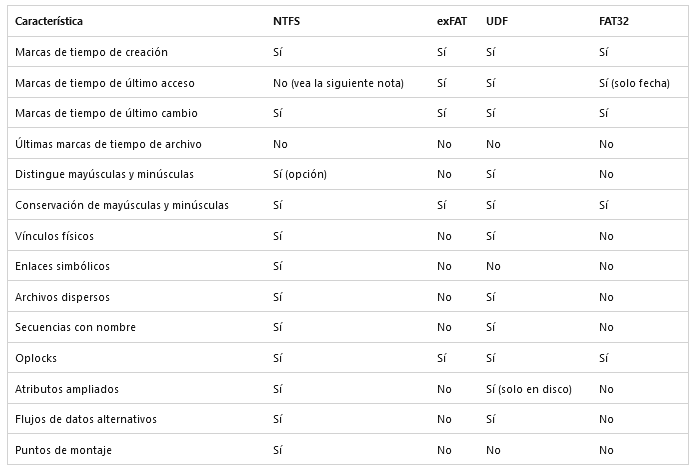 Característica NTFS exFAT UDF FAT32
Marcas de tiempo de creación Sí Sí Sí Sí
Marcas de tiempo de último acceso No (vea la siguiente nota) Sí Sí Sí (solo fecha)
Marcas de tiempo de último cambio Sí Sí Sí Sí
Últimas marcas de tiempo de archivo No No No No
Distingue mayúsculas y minúsculas Sí (opción) No Sí No
Conservación de mayúsculas y minúsculas Sí Sí Sí Sí
Vínculos físicos Sí No Sí No
Enlaces simbólicos Sí No No No
Archivos dispersos Sí No Sí No
Secuencias con nombre Sí No Sí No
Oplocks Sí Sí Sí Sí
Atributos ampliados Sí No Sí (solo en disco) No
Flujos de datos alternativos Sí No Sí No
Puntos de montaje Sí No No No